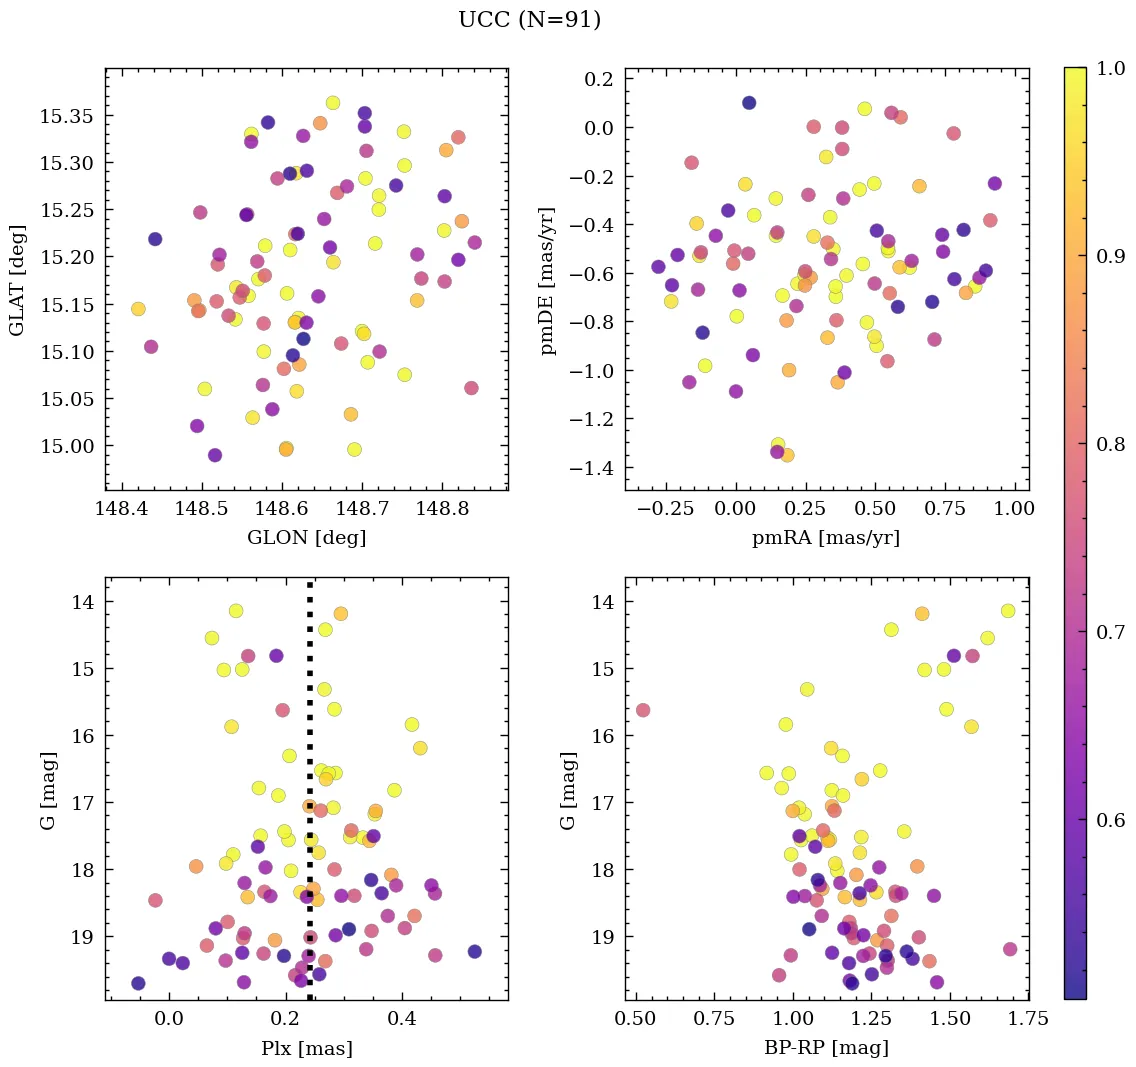 UCC (N=91)
15.35
15.30
15.25
15.20
15.15
15.10
15.05
15.00
GLAT [deg]
148.4 148.5 148.6 148.7 148.8
GLON [deg]
0.2
0.0
−0.2
−0.4
−0.6
−0.8
−1.0
−1.2
−1.4
pmDE [mas/yr]
−0.25 0.00 0.25 0.50 0.75 1.00
pmRA [mas/yr]
14
15
16
17
18
19
G [mag]
0.0 0.2 0.4
Plx [mas]
14
15
16
17
18
19
G [mag]
0.50 0.75 1.00 1.25 1.50 1.75
BP-RP [mag]
1.0
0.9
0.8
0.7
0.6